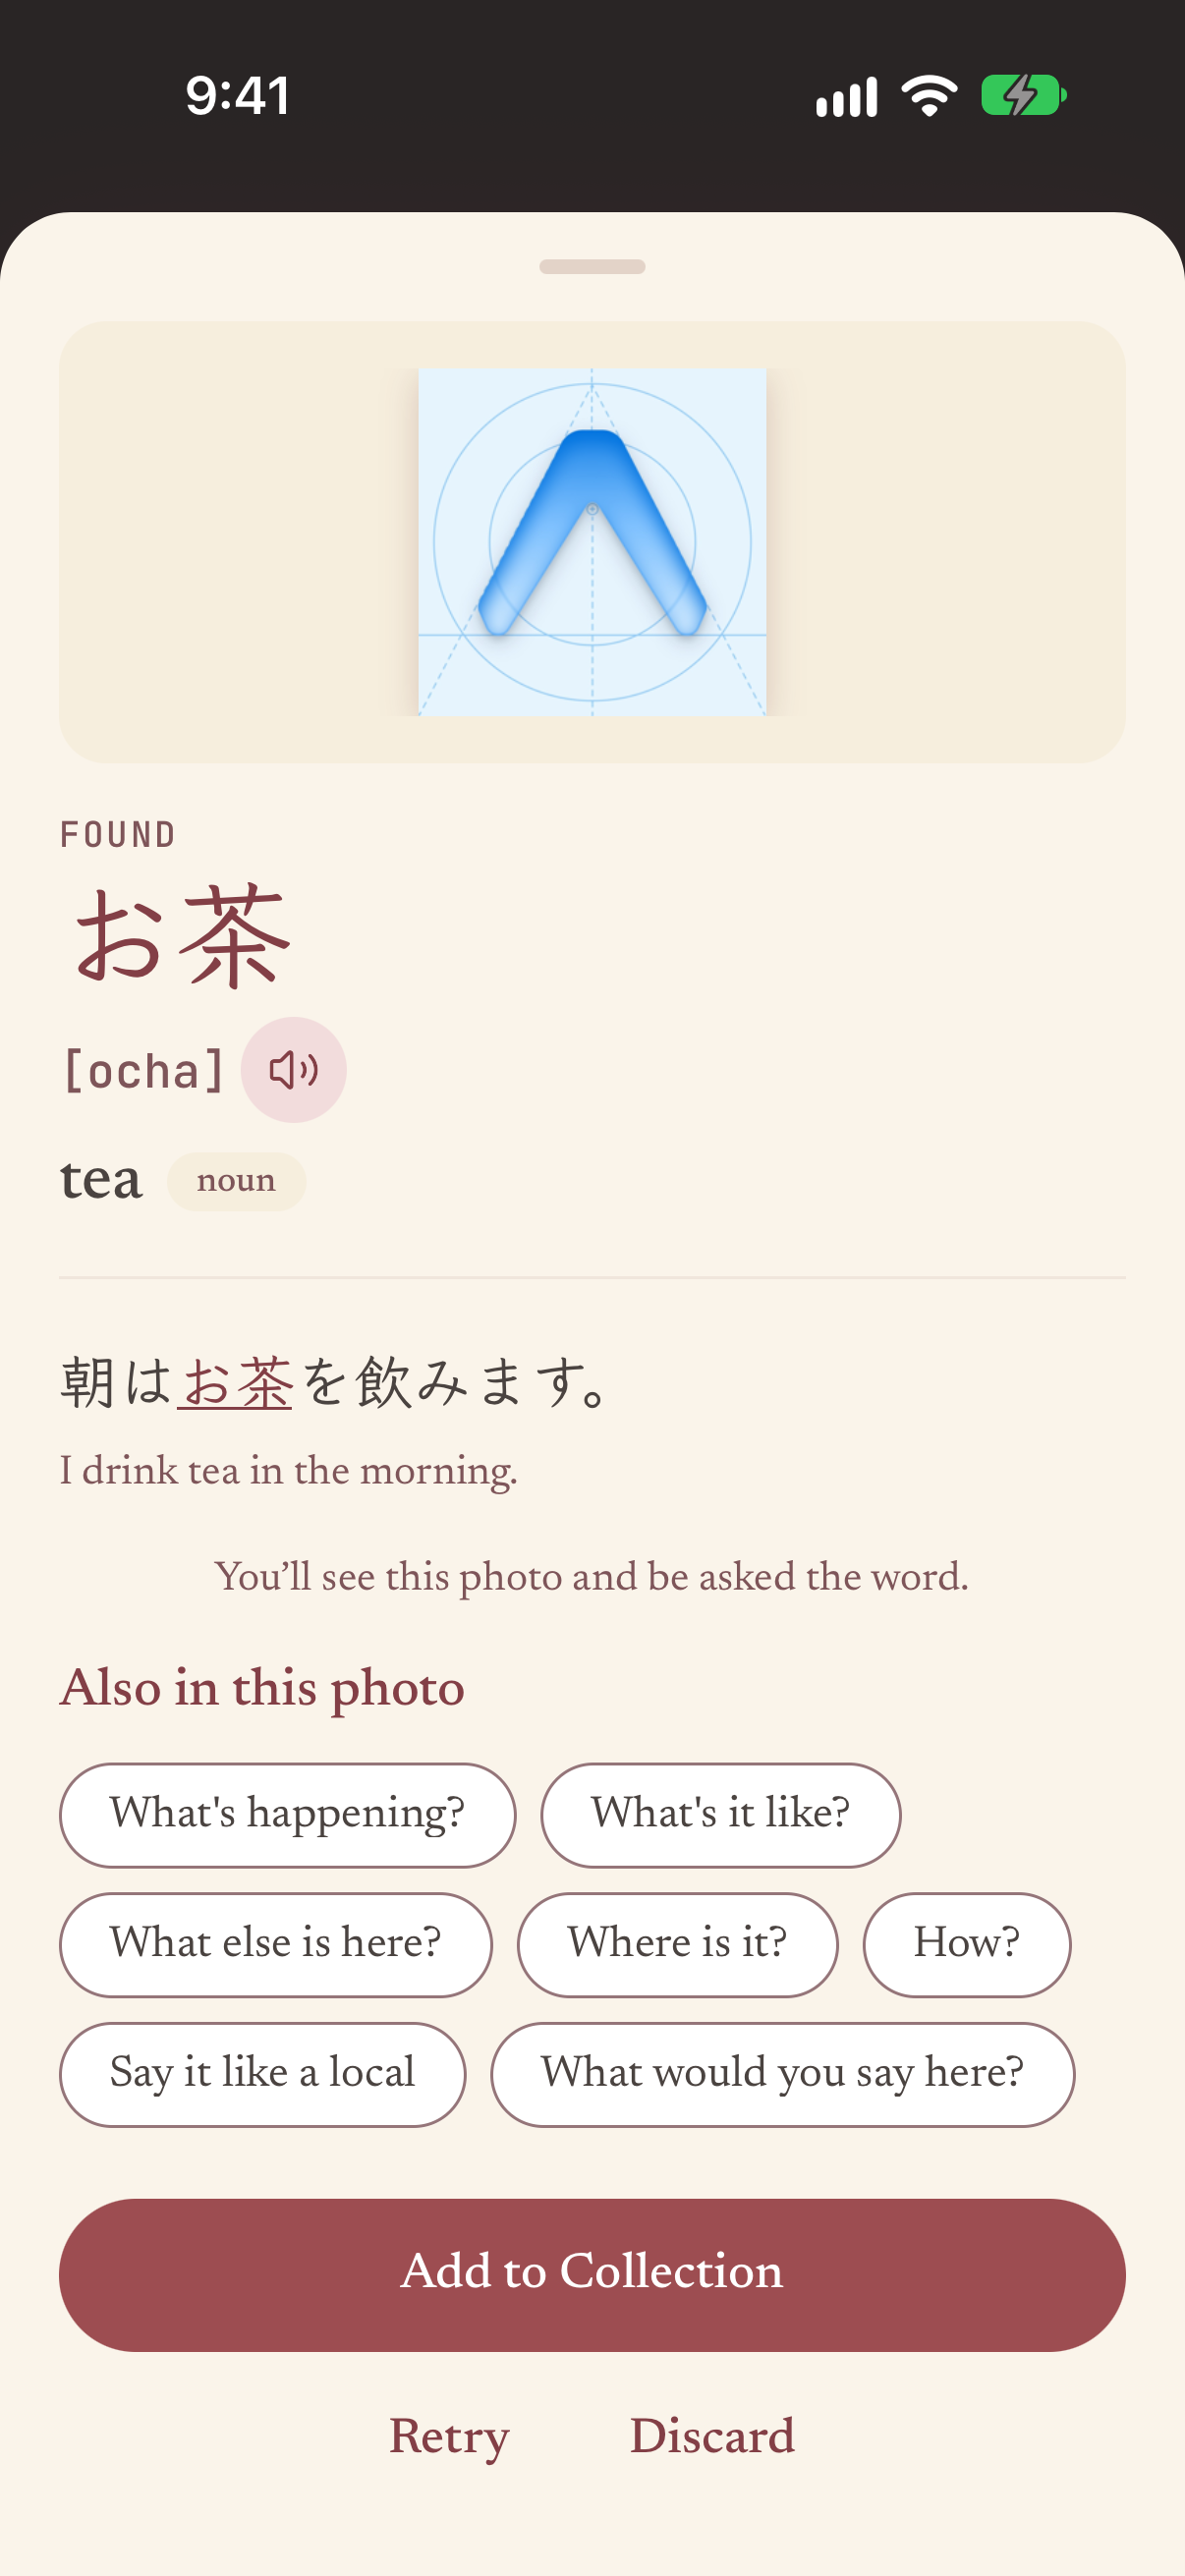 9:41
FOUND
お茶
[ocha]
tea noun
朝はお茶を飲みます。
I drink tea in the morning.
You’ll see this photo and be asked the word.
Also in this photo
What's happening? What's it like?
What else is here? Where is it? How?
Say it like a local What would you say here?
Add to Collection
Retry Discard